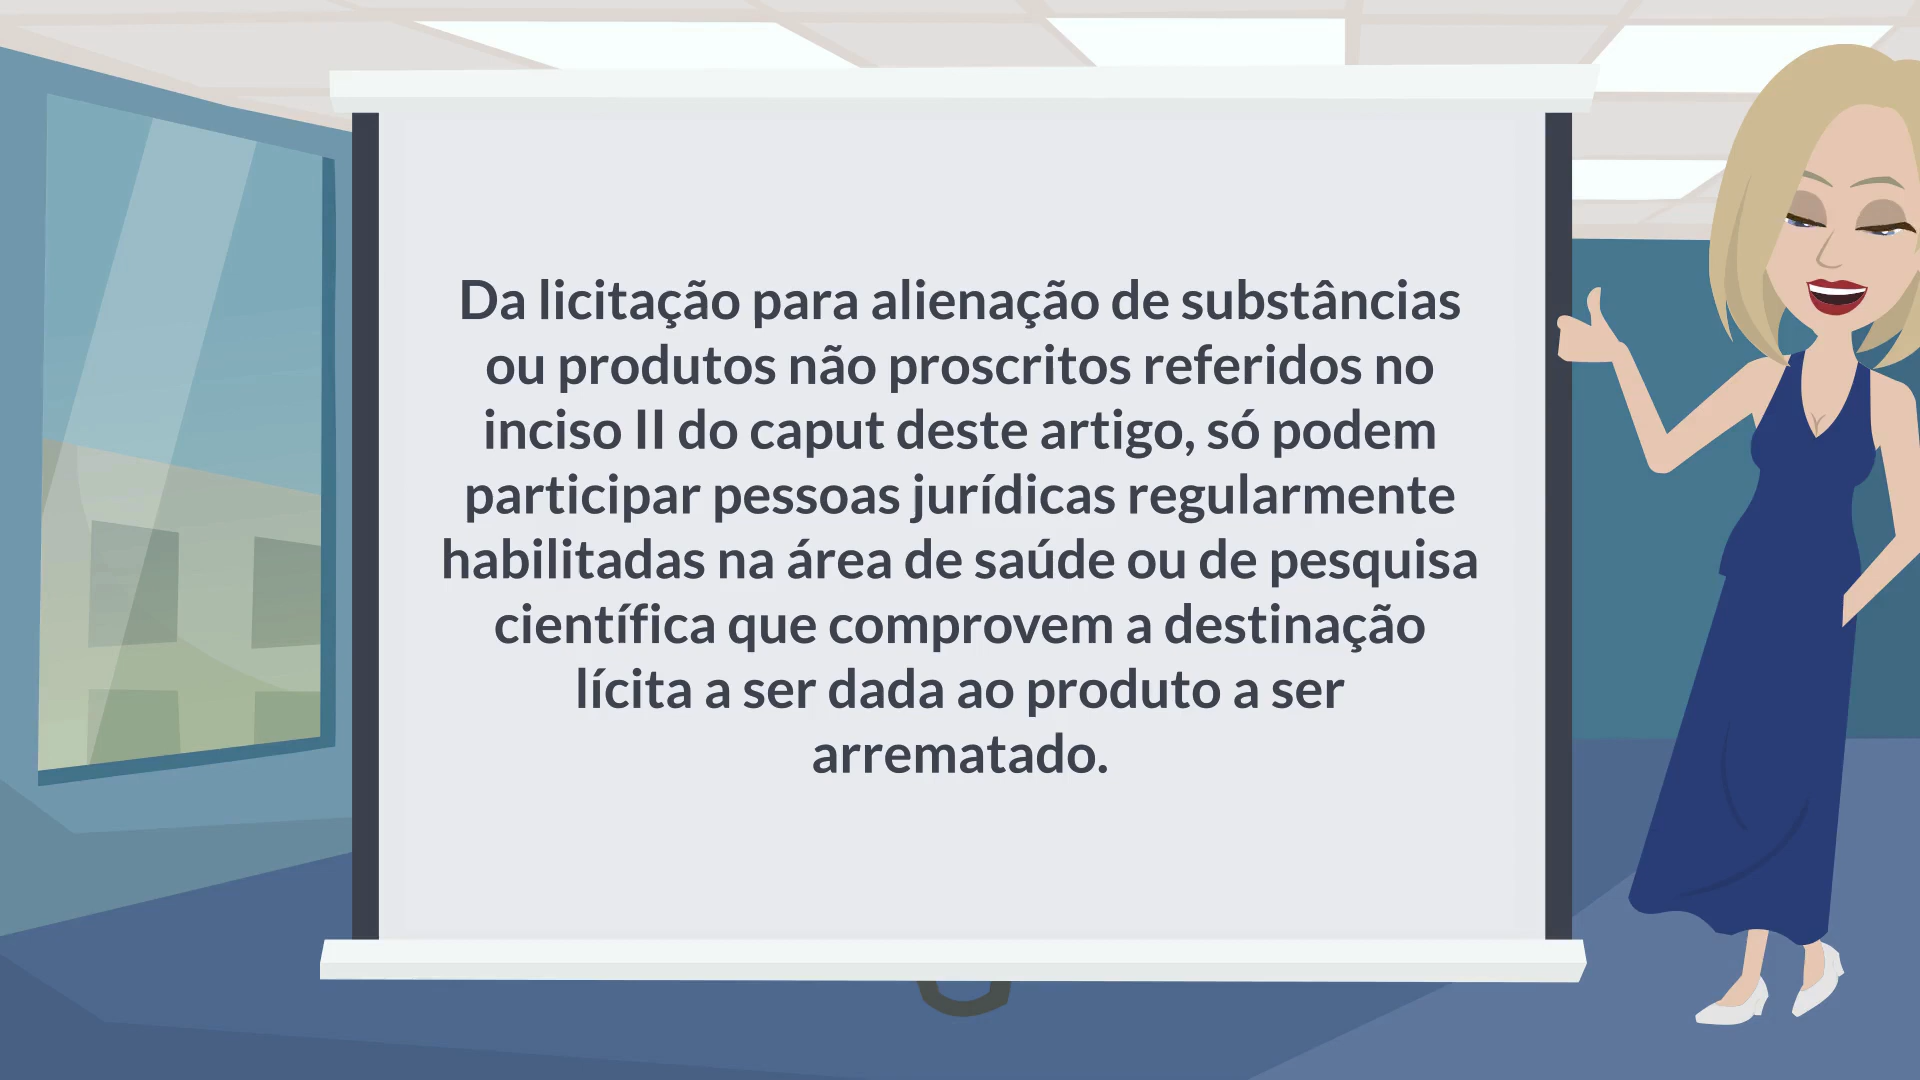 Da licitação para alienação de substâncias
ou produtos não proscritos referidos no
inciso II do caput deste artigo, só podem
participar pessoas jurídicas regularmente
habilitadas na área de saúde ou de pesquisa
científica que comprovem a destinação
lícita a ser dada ao produto a ser
arrematado.